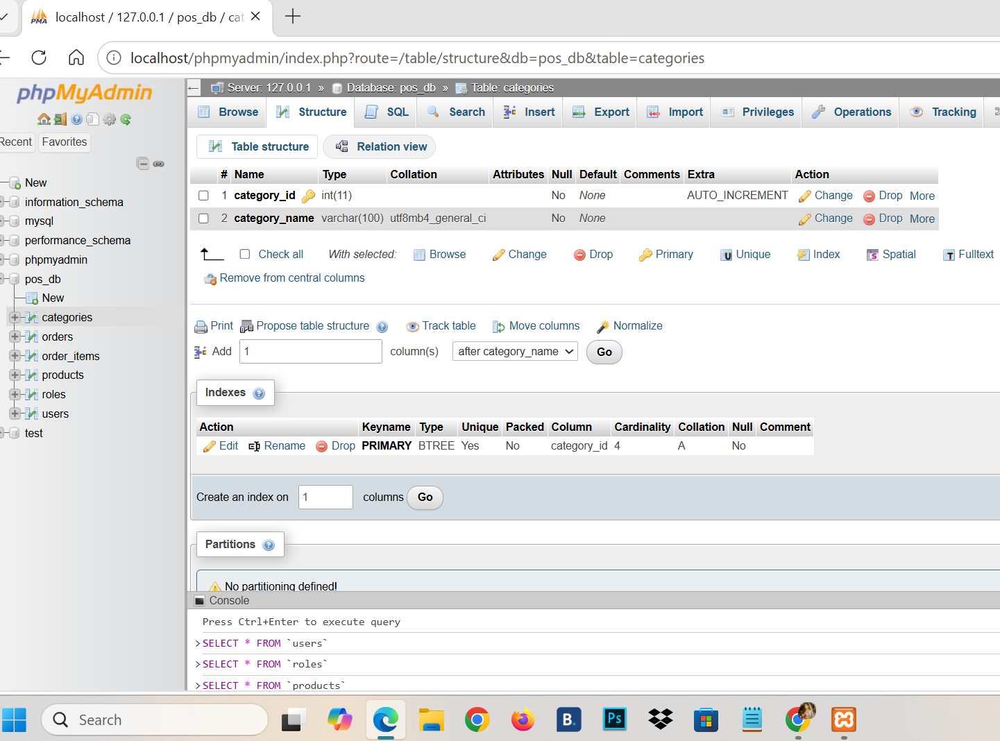 localhost / 127.0.0.1 / pos_db / cat
localhost/phpmyadmin/index.php?route=/table/structure&db=pos_db&table=categories
phpMyAdmin
Recent Favorites
New
information_schema
mysql
performance_schema
phpmyadmin
pos_db
New
categories
orders
order_items
products
roles
users
test
Server: 127.0.0.1 » Database: pos_db » Table: categories
Browse Structure SQL Search Insert Export Import Privileges Operations Tracking
Table structure Relation view
# Name Type Collation Attributes Null Default Comments Extra Action
1 category_id int(11) No None AUTO_INCREMENT Change Drop More
2 category_name varchar(100) utf8mb4_general_ci No None Change Drop More
Check all With selected: Browse Change Drop Primary Unique Index Spatial Fulltext
Remove from central columns
Print Propose table structure Track table Move columns Normalize
Add 1 column(s) after category_name Go
Indexes
Action Keyname Type Unique Packed Column Cardinality Collation Null Comment
Edit Rename Drop PRIMARY BTREE Yes No category_id 4 A No
Create an index on 1 columns Go
Partitions
No partitioning defined!
Console
Press Ctrl+Enter to execute query
>SELECT * FROM `users`
>SELECT * FROM `roles`
>SELECT * FROM `products`
Search
B.
Ps